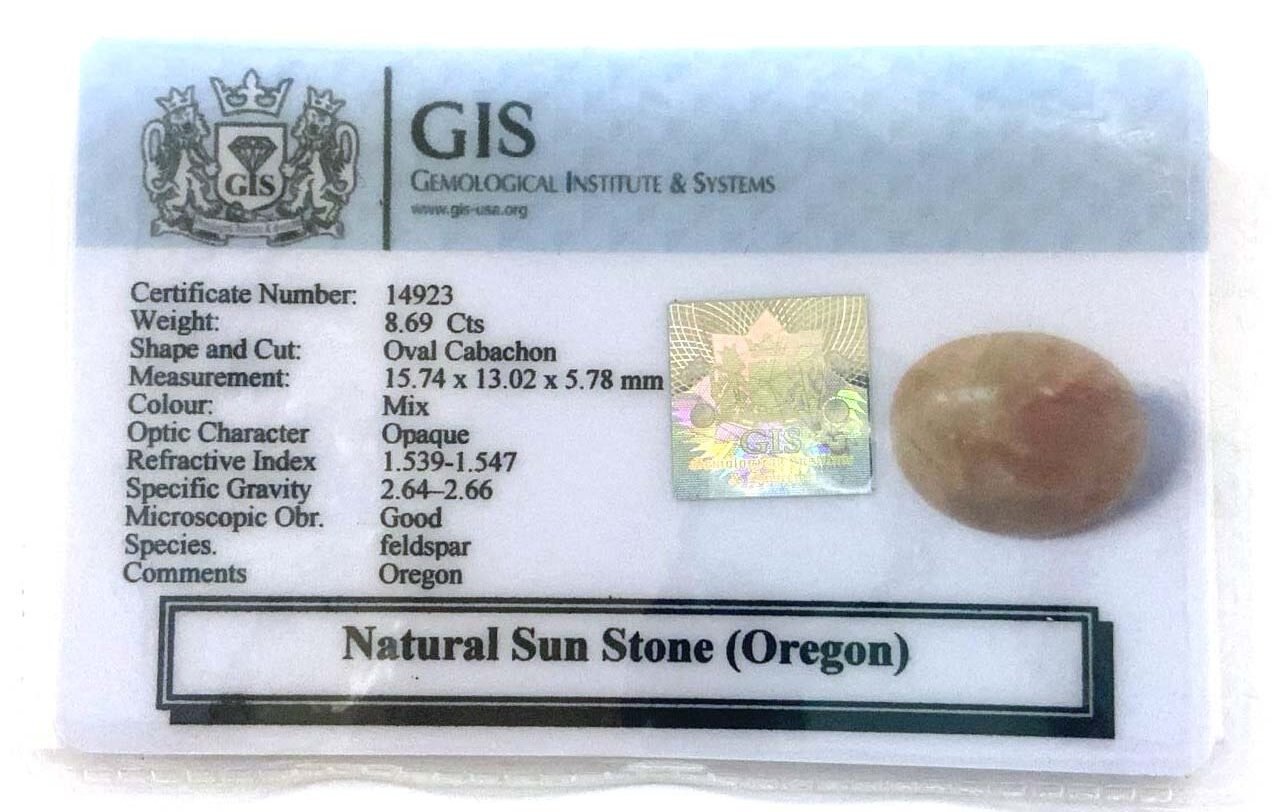 GIS
GIS
GEMOLOGICAL INSTITUTE & SYSTEMS
www.gis-usa.org
Certificate Number: 14923
Weight: 8.69 Cts
Shape and Cut: Oval Cabachon
Measurement: 15.74 x 13.02 x 5.78 mm
Colour: Mix
Optic Character Opaque
Refractive Index 1.539-1.547
Specific Gravity 2.64–2.66
Microscopic Obr. Good
Species. feldspar
Comments Oregon
GIS
Natural Sun Stone (Oregon)